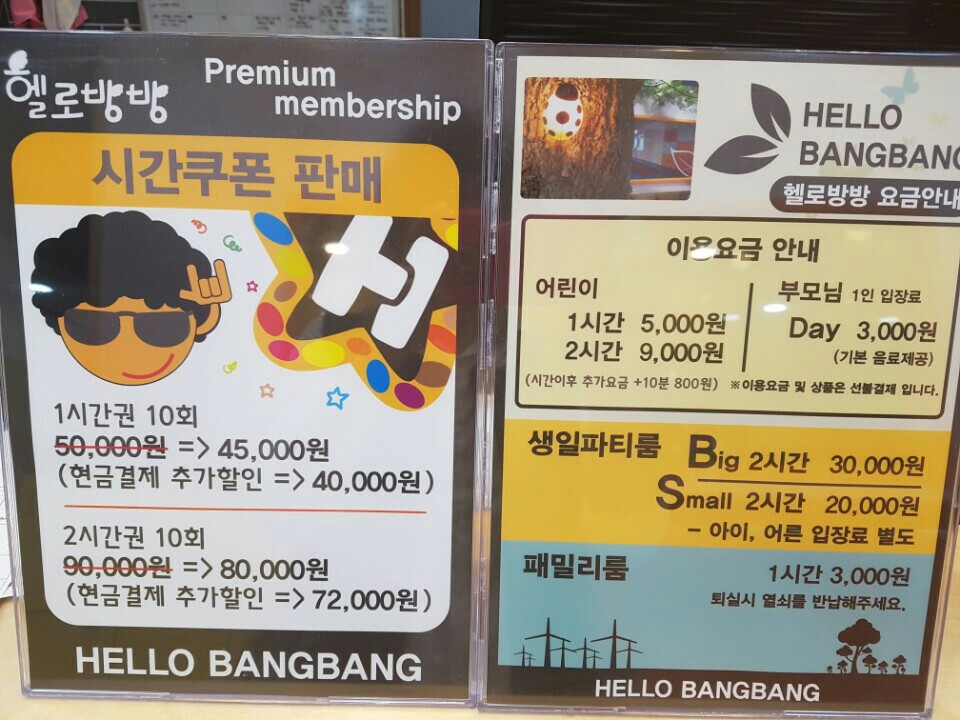 헬로방방
Premium
membership
시간쿠폰 판매
1시간권 10회
50,000원 => 45,000원
(현금결제 추가할인 => 40,000원)
2시간권 10회
90,000원 => 80,000원
(현금결제 추가할인 => 72,000원)
HELLO BANGBANG
HELLO
BANGBANG
헬로방방 요금안내
이용요금 안내
어린이
1시간 5,000원
2시간 9,000원
(시간이후 추가요금 +10분 800원)
부모님 1인 입장료
Day 3,000원
(기본 음료제공)
※이용요금 및 상품은 선불결제 입니다.
생일파티룸
Big 2시간 30,000원
Small 2시간 20,000원
- 아이, 어른 입장료 별도
패밀리룸
1시간 3,000원
퇴실시 열쇠를 반납해주세요.
HELLO BANGBANG